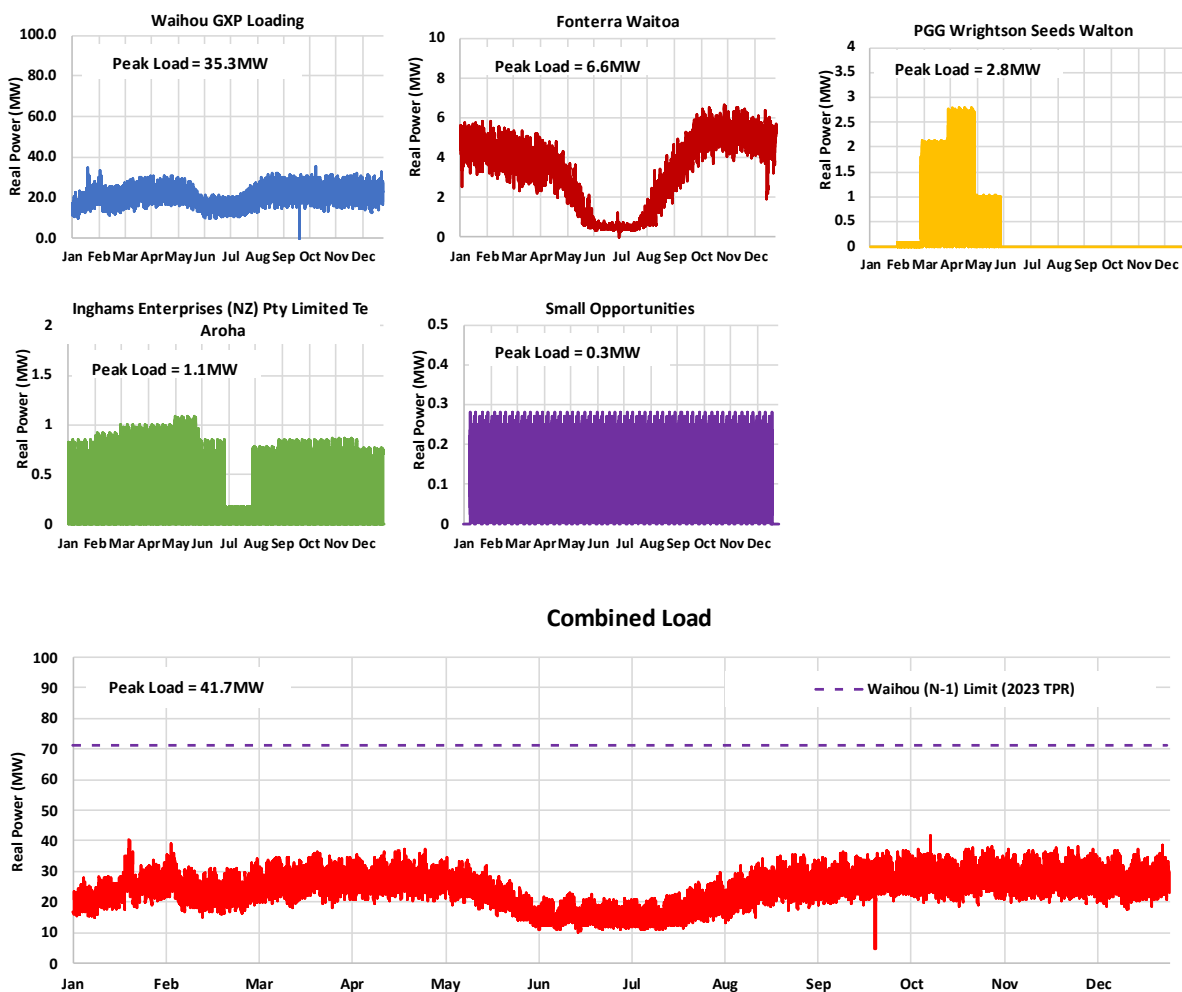 Waihou GXP Loading
100.0
80.0
60.0
40.0
20.0
0.0
Real Power (MW)
Peak Load = 35.3MW
Jan Feb Mar Apr May Jun Jul Aug Sep Oct Nov Dec
Fonterra Waitoa
10
8
6
4
2
0
Real Power (MW)
Peak Load = 6.6MW
Jan Feb Mar Apr May Jun Jul Aug Sep Oct Nov Dec
PGG Wrightson Seeds Walton
4
3.5
3
2.5
2
1.5
1
0.5
0
Real Power (MW)
Peak Load = 2.8MW
Jan Feb Mar Apr May Jun Jul Aug Sep Oct Nov Dec
Inghams Enterprises (NZ) Pty Limited Te
Aroha
2
1.5
1
0.5
0
Real Power (MW)
Peak Load = 1.1MW
Jan Feb Mar Apr May Jun Jul Aug Sep Oct Nov Dec
Small Opportunities
0.5
0.4
0.3
0.2
0.1
0
Real Power (MW)
Peak Load = 0.3MW
Jan Feb Mar Apr May Jun Jul Aug Sep Oct Nov Dec
Combined Load
100
90
80
70
60
50
40
30
20
10
0
Real Power (MW)
Peak Load = 41.7MW
Waihou (N-1) Limit (2023 TPR)
Jan Feb Mar Apr May Jun Jul Aug Sep Oct Nov Dec